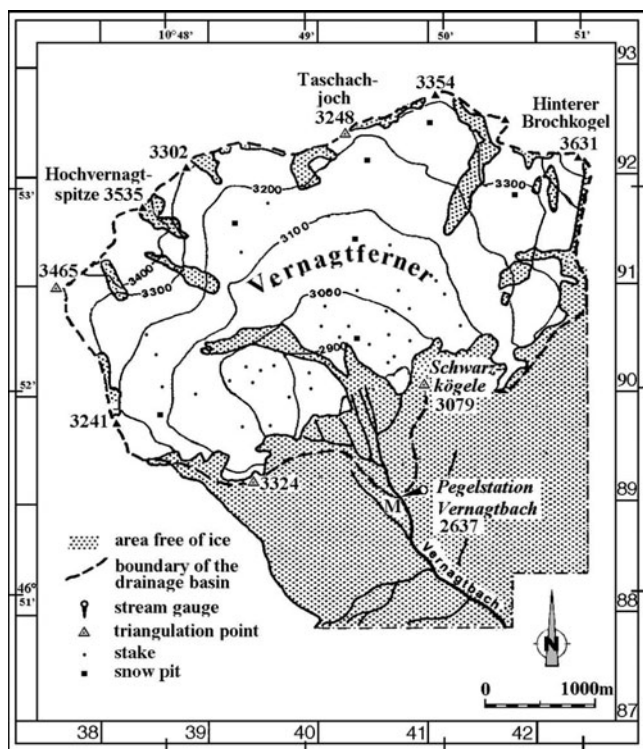 10°48'
49'
50'
51'
93
Taschach-
joch
3248
3354
Hinterer
Brochkogel
3631
3302
92
53'
Hochvernagt-
spitze 3535
3200
3300
3100
3465
3400
3300
Vernagtferner
91
3000
2900
Schwarz-
kögele
3079
52'
90
3241
3324
M
Pegelstation
Vernagtbach
2637
89
area free of ice
boundary of the
drainage basin
Vernagtbach
46°
51'
88
stream gauge
triangulation point
stake
snow pit
N
0 1000m
87
38
39
40
41
42